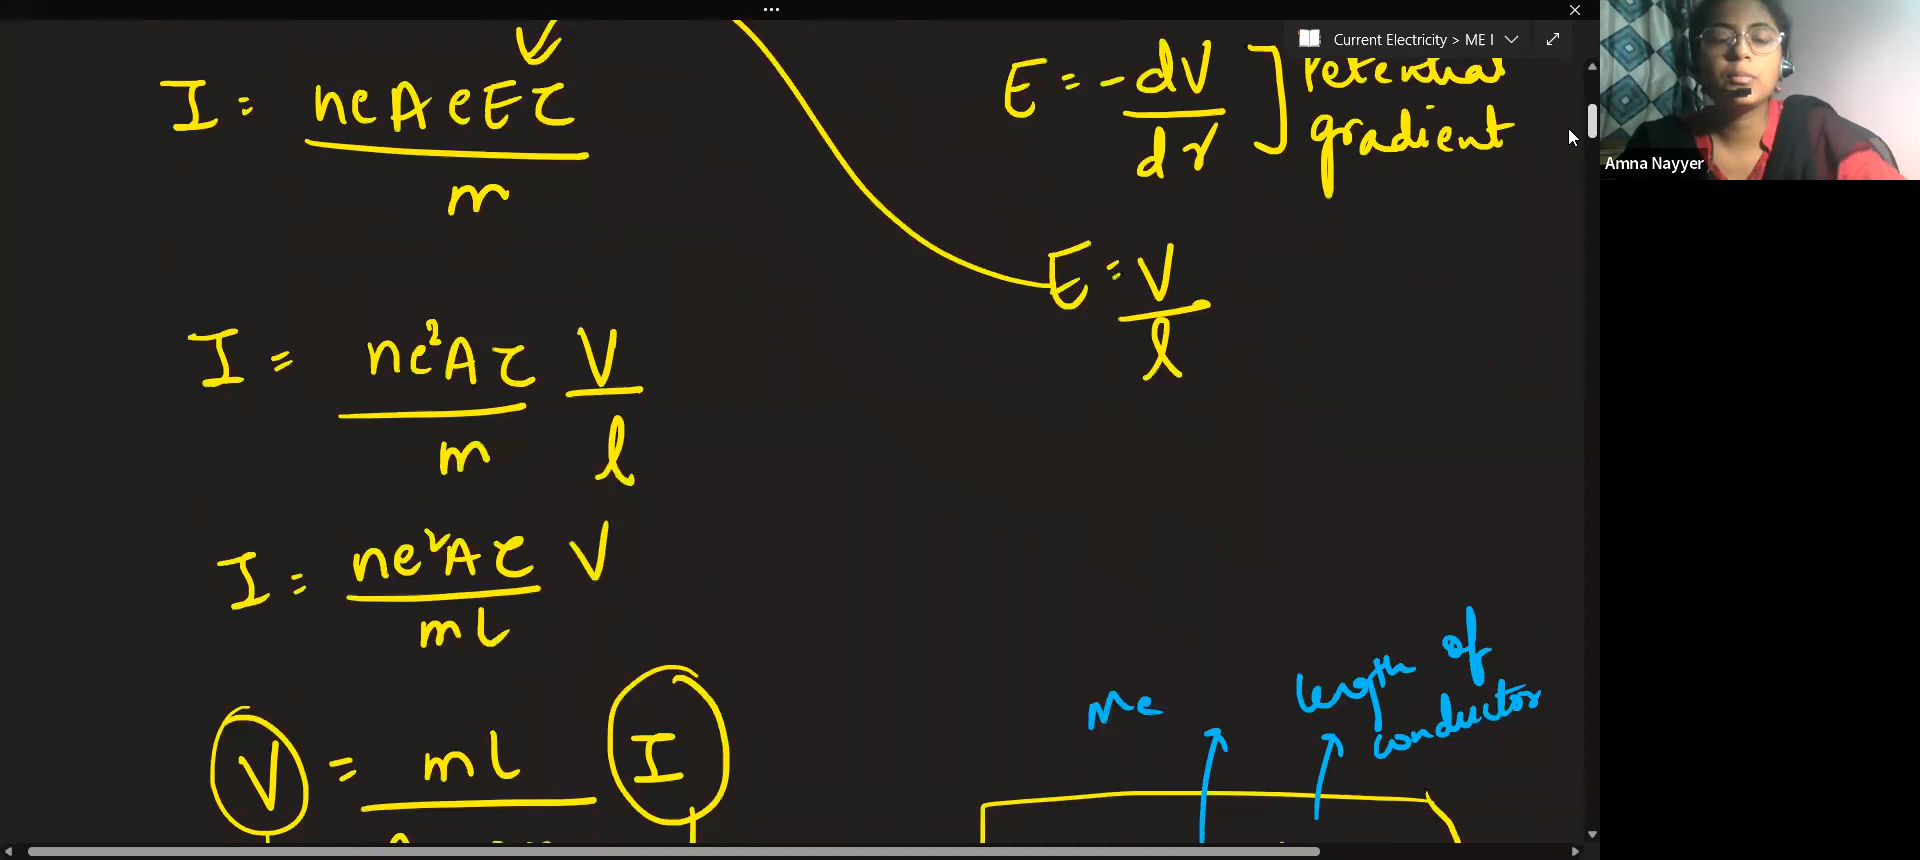 Current Electricity > ME I
Amna Nayyer
I = neAeEτ
m
E = -dV
dr
] Potential
gradient
E = V
l
I = ne²Aτ V
m l
I = ne²Aτ V
ml
V = ml I
Me
length of
conductor